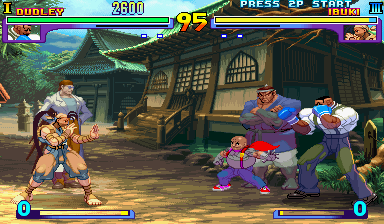 I 2600 95 PRESS 2P START III
DUDLEY IBUKI
0 0